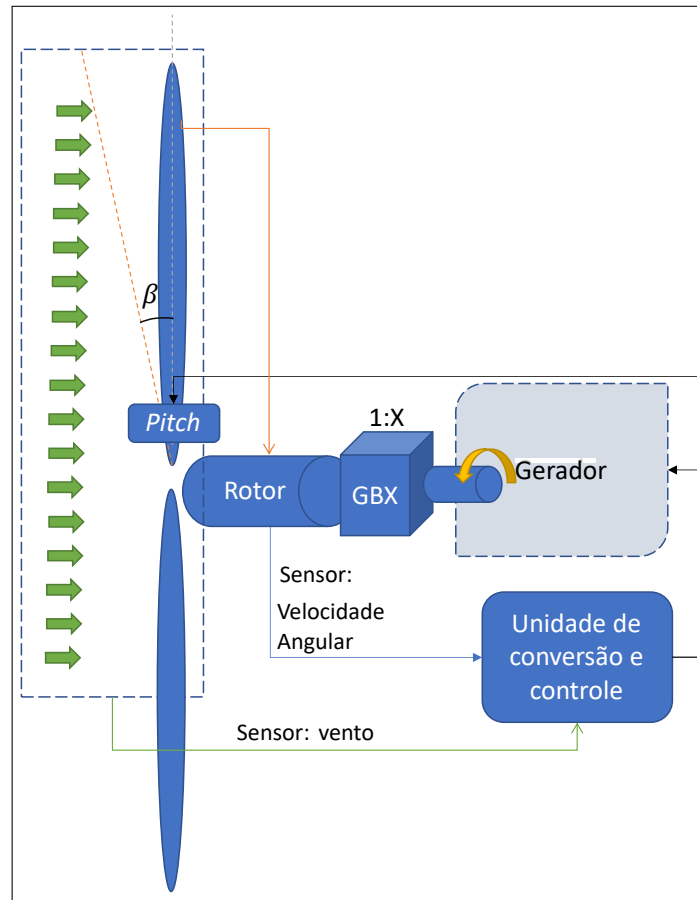 β
Pitch
1:X
Rotor
GBX
Gerador
Sensor:
Velocidade
Angular
Unidade de
conversão e
controle
Sensor: vento